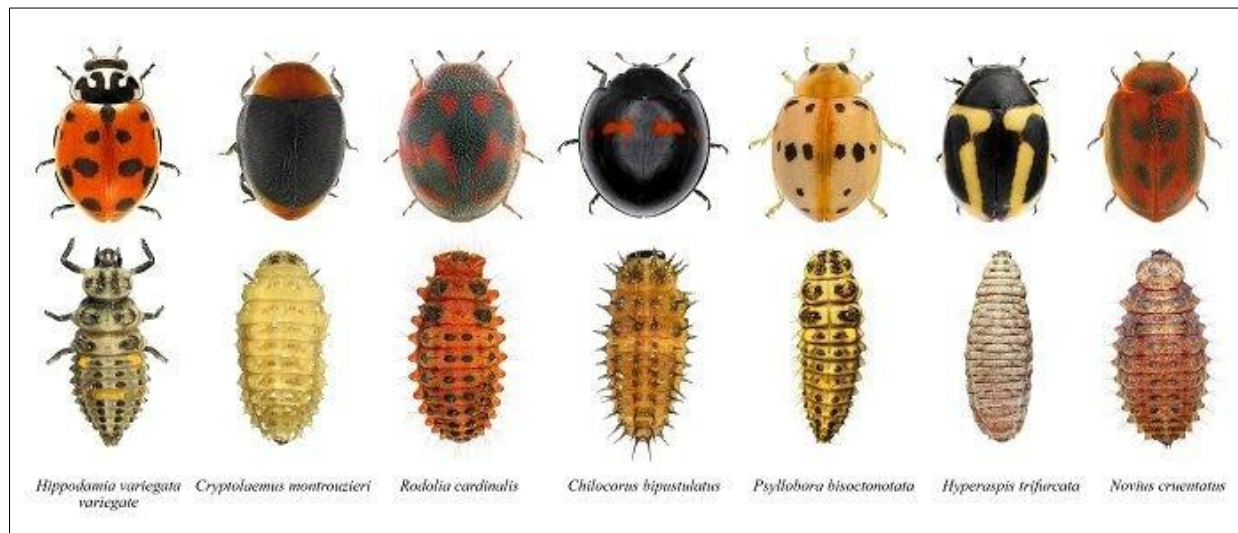 Hippodamia variegata
variegate
Cryptolaemus montrouzieri
Rodolia cardinalis
Chilocorus bipustulatus
Psyllobora bisoctonotata
Hyperaspis trifurcata
Novius cruentatus